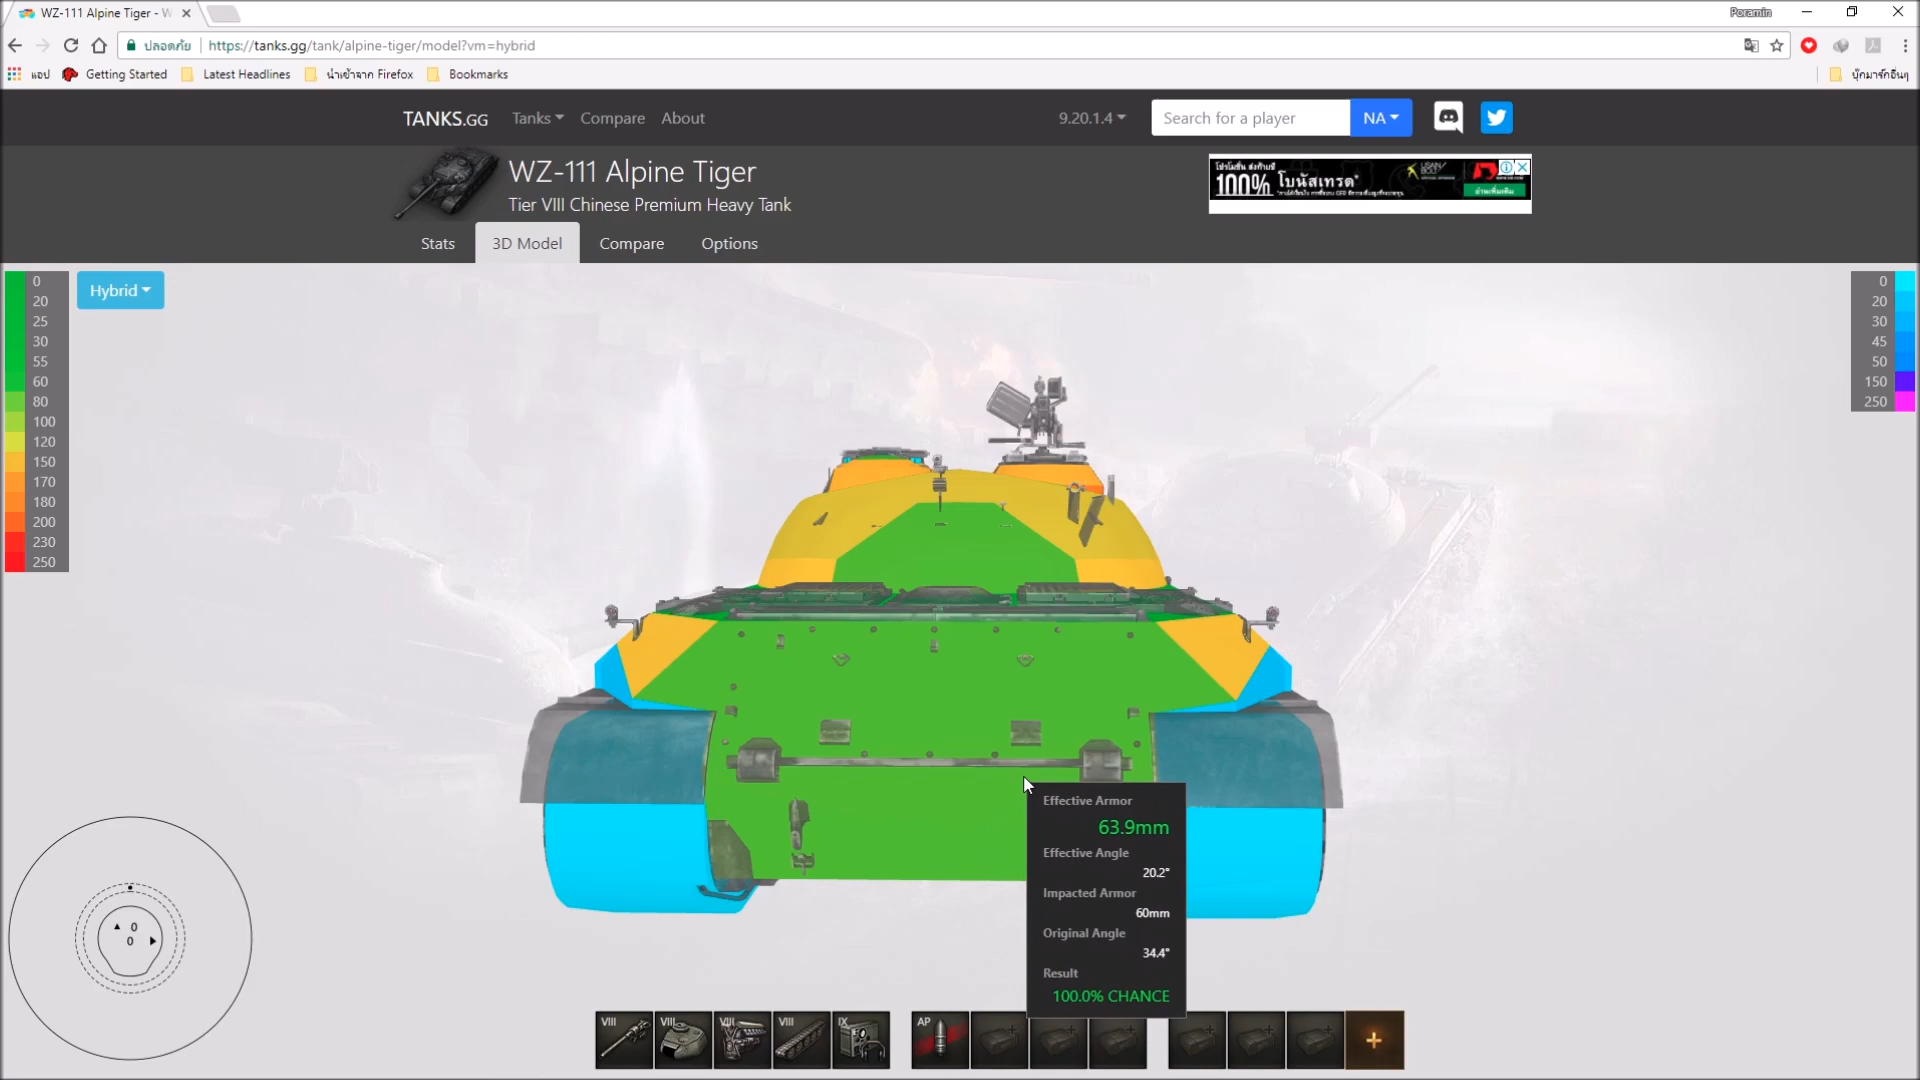 WZ-111 Alpine Tiger - W
Poramin
ปลอดภัย
https://tanks.gg/tank/alpine-tiger/model?vm=hybrid
แอป
Getting Started
Latest Headlines
นำเข้าจาก Firefox
Bookmarks
บุ๊กมาร์กอื่นๆ
TANKS.GG
Tanks
Compare
About
9.20.1.4
Search for a player
NA
WZ-111 Alpine Tiger
Tier VIII Chinese Premium Heavy Tank
100% โบนัสเทรด*
Stats
3D Model
Compare
Options
Hybrid
0
20
25
30
55
60
80
100
120
150
170
180
200
230
250
0
20
30
45
50
150
250
Effective Armor
63.9mm
Effective Angle
20.2°
Impacted Armor
60mm
Original Angle
34.4°
Result
100.0% CHANCE
0
0
VIII
VIII
VIII
VIII
IX
AP